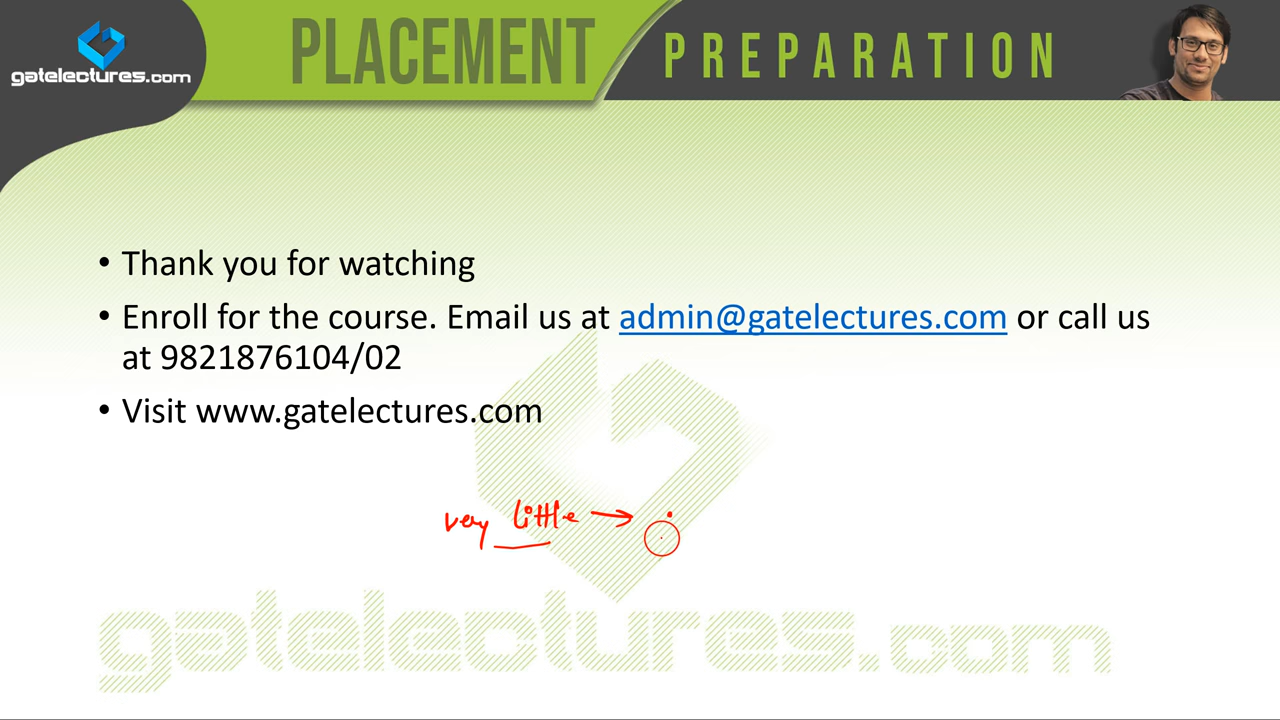 gatelectures.com
PLACEMENT PREPARATION
• Thank you for watching
• Enroll for the course. Email us at admin@gatelectures.com or call us
at 9821876104/02
• Visit www.gatelectures.com
very little →
gatelectures.com